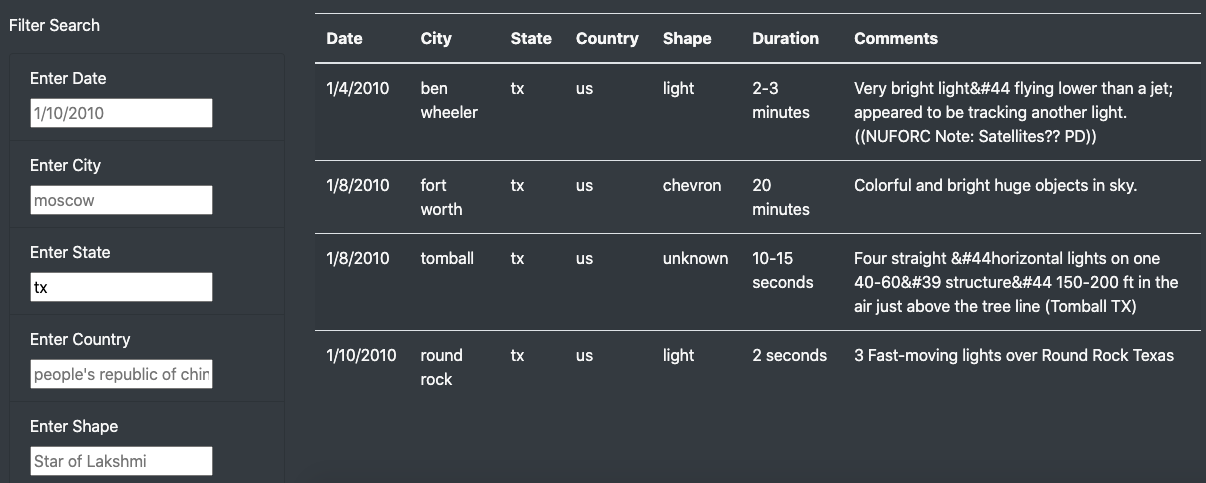 Filter Search
Enter Date
1/10/2010
Enter City
moscow
Enter State
tx
Enter Country
people's republic of chin
Enter Shape
Star of Lakshmi
Date City State Country Shape Duration Comments
1/4/2010 ben tx us light 2-3 Very bright light&#44 flying lower than a jet;
wheeler minutes appeared to be tracking another light.
((NUFORC Note: Satellites?? PD))
1/8/2010 fort tx us chevron 20 Colorful and bright huge objects in sky.
worth minutes
1/8/2010 tomball tx us unknown 10-15 Four straight &#44horizontal lights on one
seconds 40-60&#39 structure&#44 150-200 ft in the
air just above the tree line (Tomball TX)
1/10/2010 round tx us light 2 seconds 3 Fast-moving lights over Round Rock Texas
rock